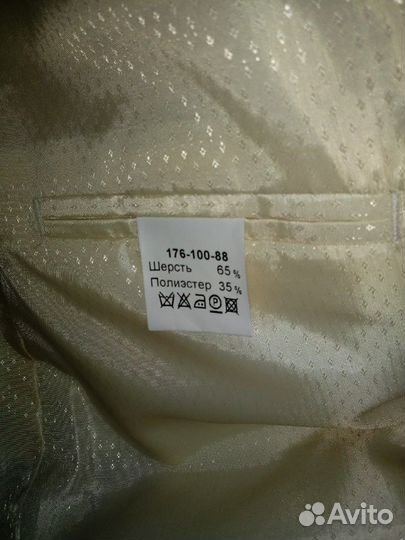 176-100-88
Шерсть 65%
Полиэстер 35%
P
Avito